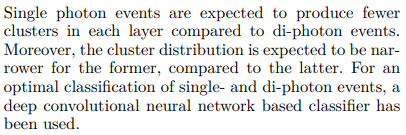 Single photon events are expected to produce fewer
clusters in each layer compared to di-photon events.
Moreover, the cluster distribution is expected to be nar-
rower for the former, compared to the latter. For an
optimal classification of single- and di-photon events, a
deep convolutional neural network based classifier has
been used.